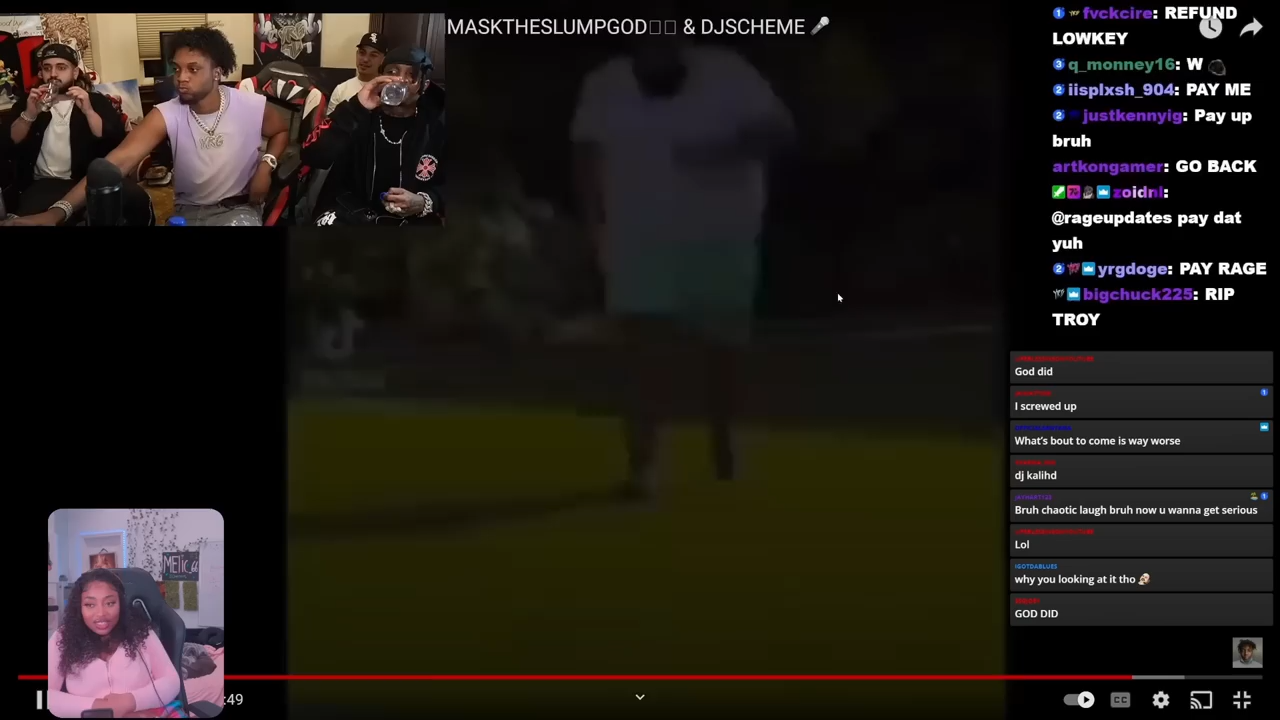 MASKTHESLUMPGOD & DJSCHEME
fvckcire: REFUND
LOWKEY
q_monney16: W
iisplxsh_904: PAY ME
justkennyig: Pay up
bruh
artkongamer: GO BACK
zoidnl:
@rageupdates pay dat
yuh
yrgdoge: PAY RAGE
bigchuck225: RIP
TROY
God did
I screwed up
What's bout to come is way worse
dj kalihd
Bruh chaotic laugh bruh now u wanna get serious
Lol
IGOTDABLUES
why you looking at it tho
GOD DID
:49
CC